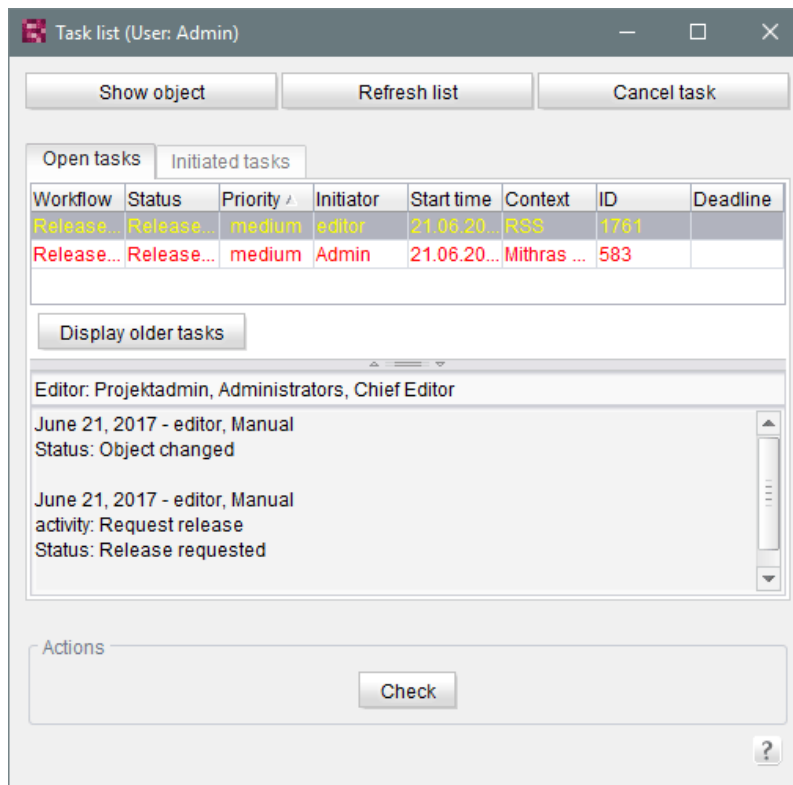 Task list (User: Admin)
Show object Refresh list Cancel task
Open tasks Initiated tasks
Workflow Status Priority Initiator Start time Context ID Deadline
Release... Release... medium editor 21.06.20... RSS 1761
Release... Release... medium Admin 21.06.20... Mithras ... 583
Display older tasks
Editor: Projektadmin, Administrators, Chief Editor
June 21, 2017 - editor, Manual
Status: Object changed
June 21, 2017 - editor, Manual
activity: Request release
Status: Release requested
Actions
Check
?